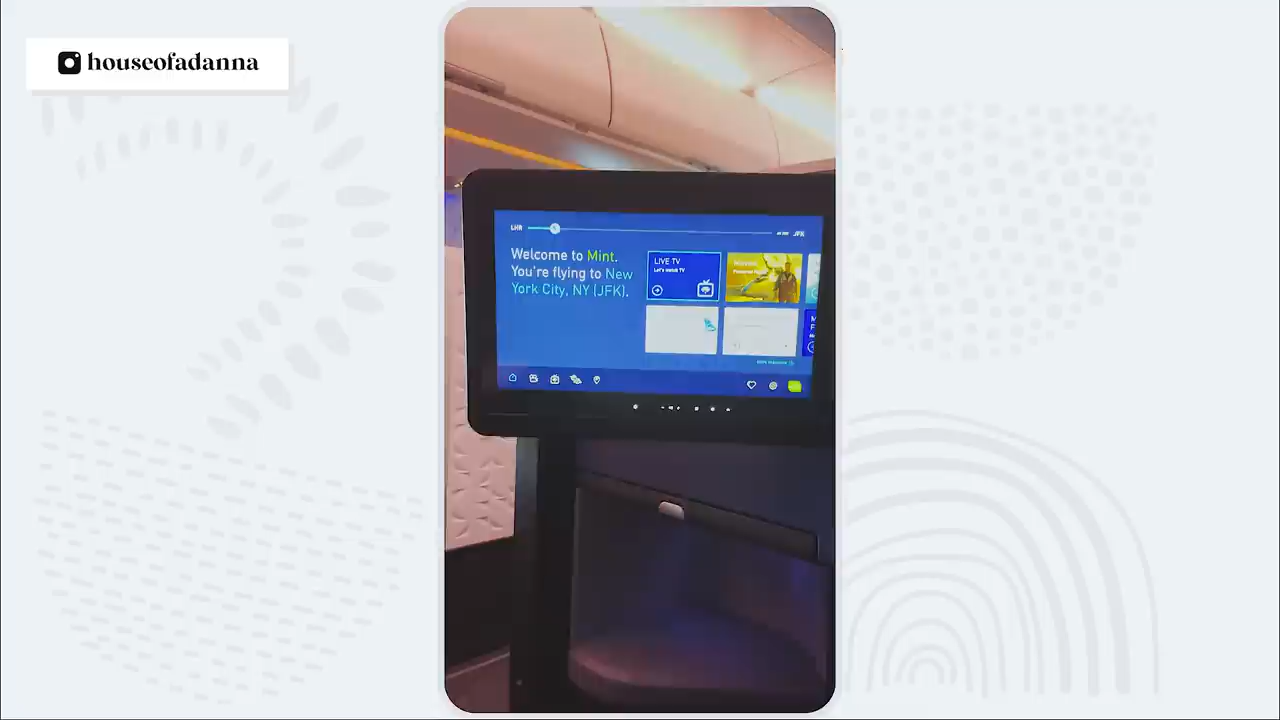 houseofadanna
LHR
JFK
Welcome to Mint.
You're flying to New
York City, NY (JFK).
LIVE TV
Let's watch TV